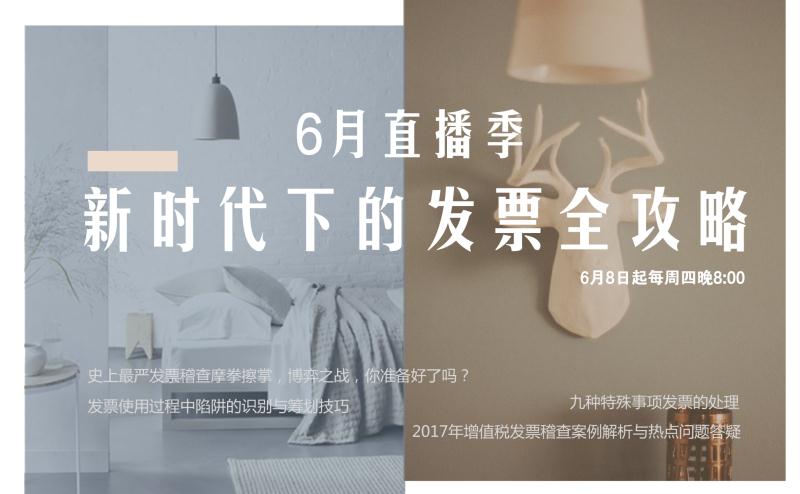 6月直播季
新时代下的发票全攻略
6月8日起每周四晚8:00
史上最严发票稽查摩拳擦掌，博弈之战，你准备好了吗？
发票使用过程中陷阱的识别与筹划技巧
九种特殊事项发票的处理
2017年增值税发票稽查案例解析与热点问题答疑